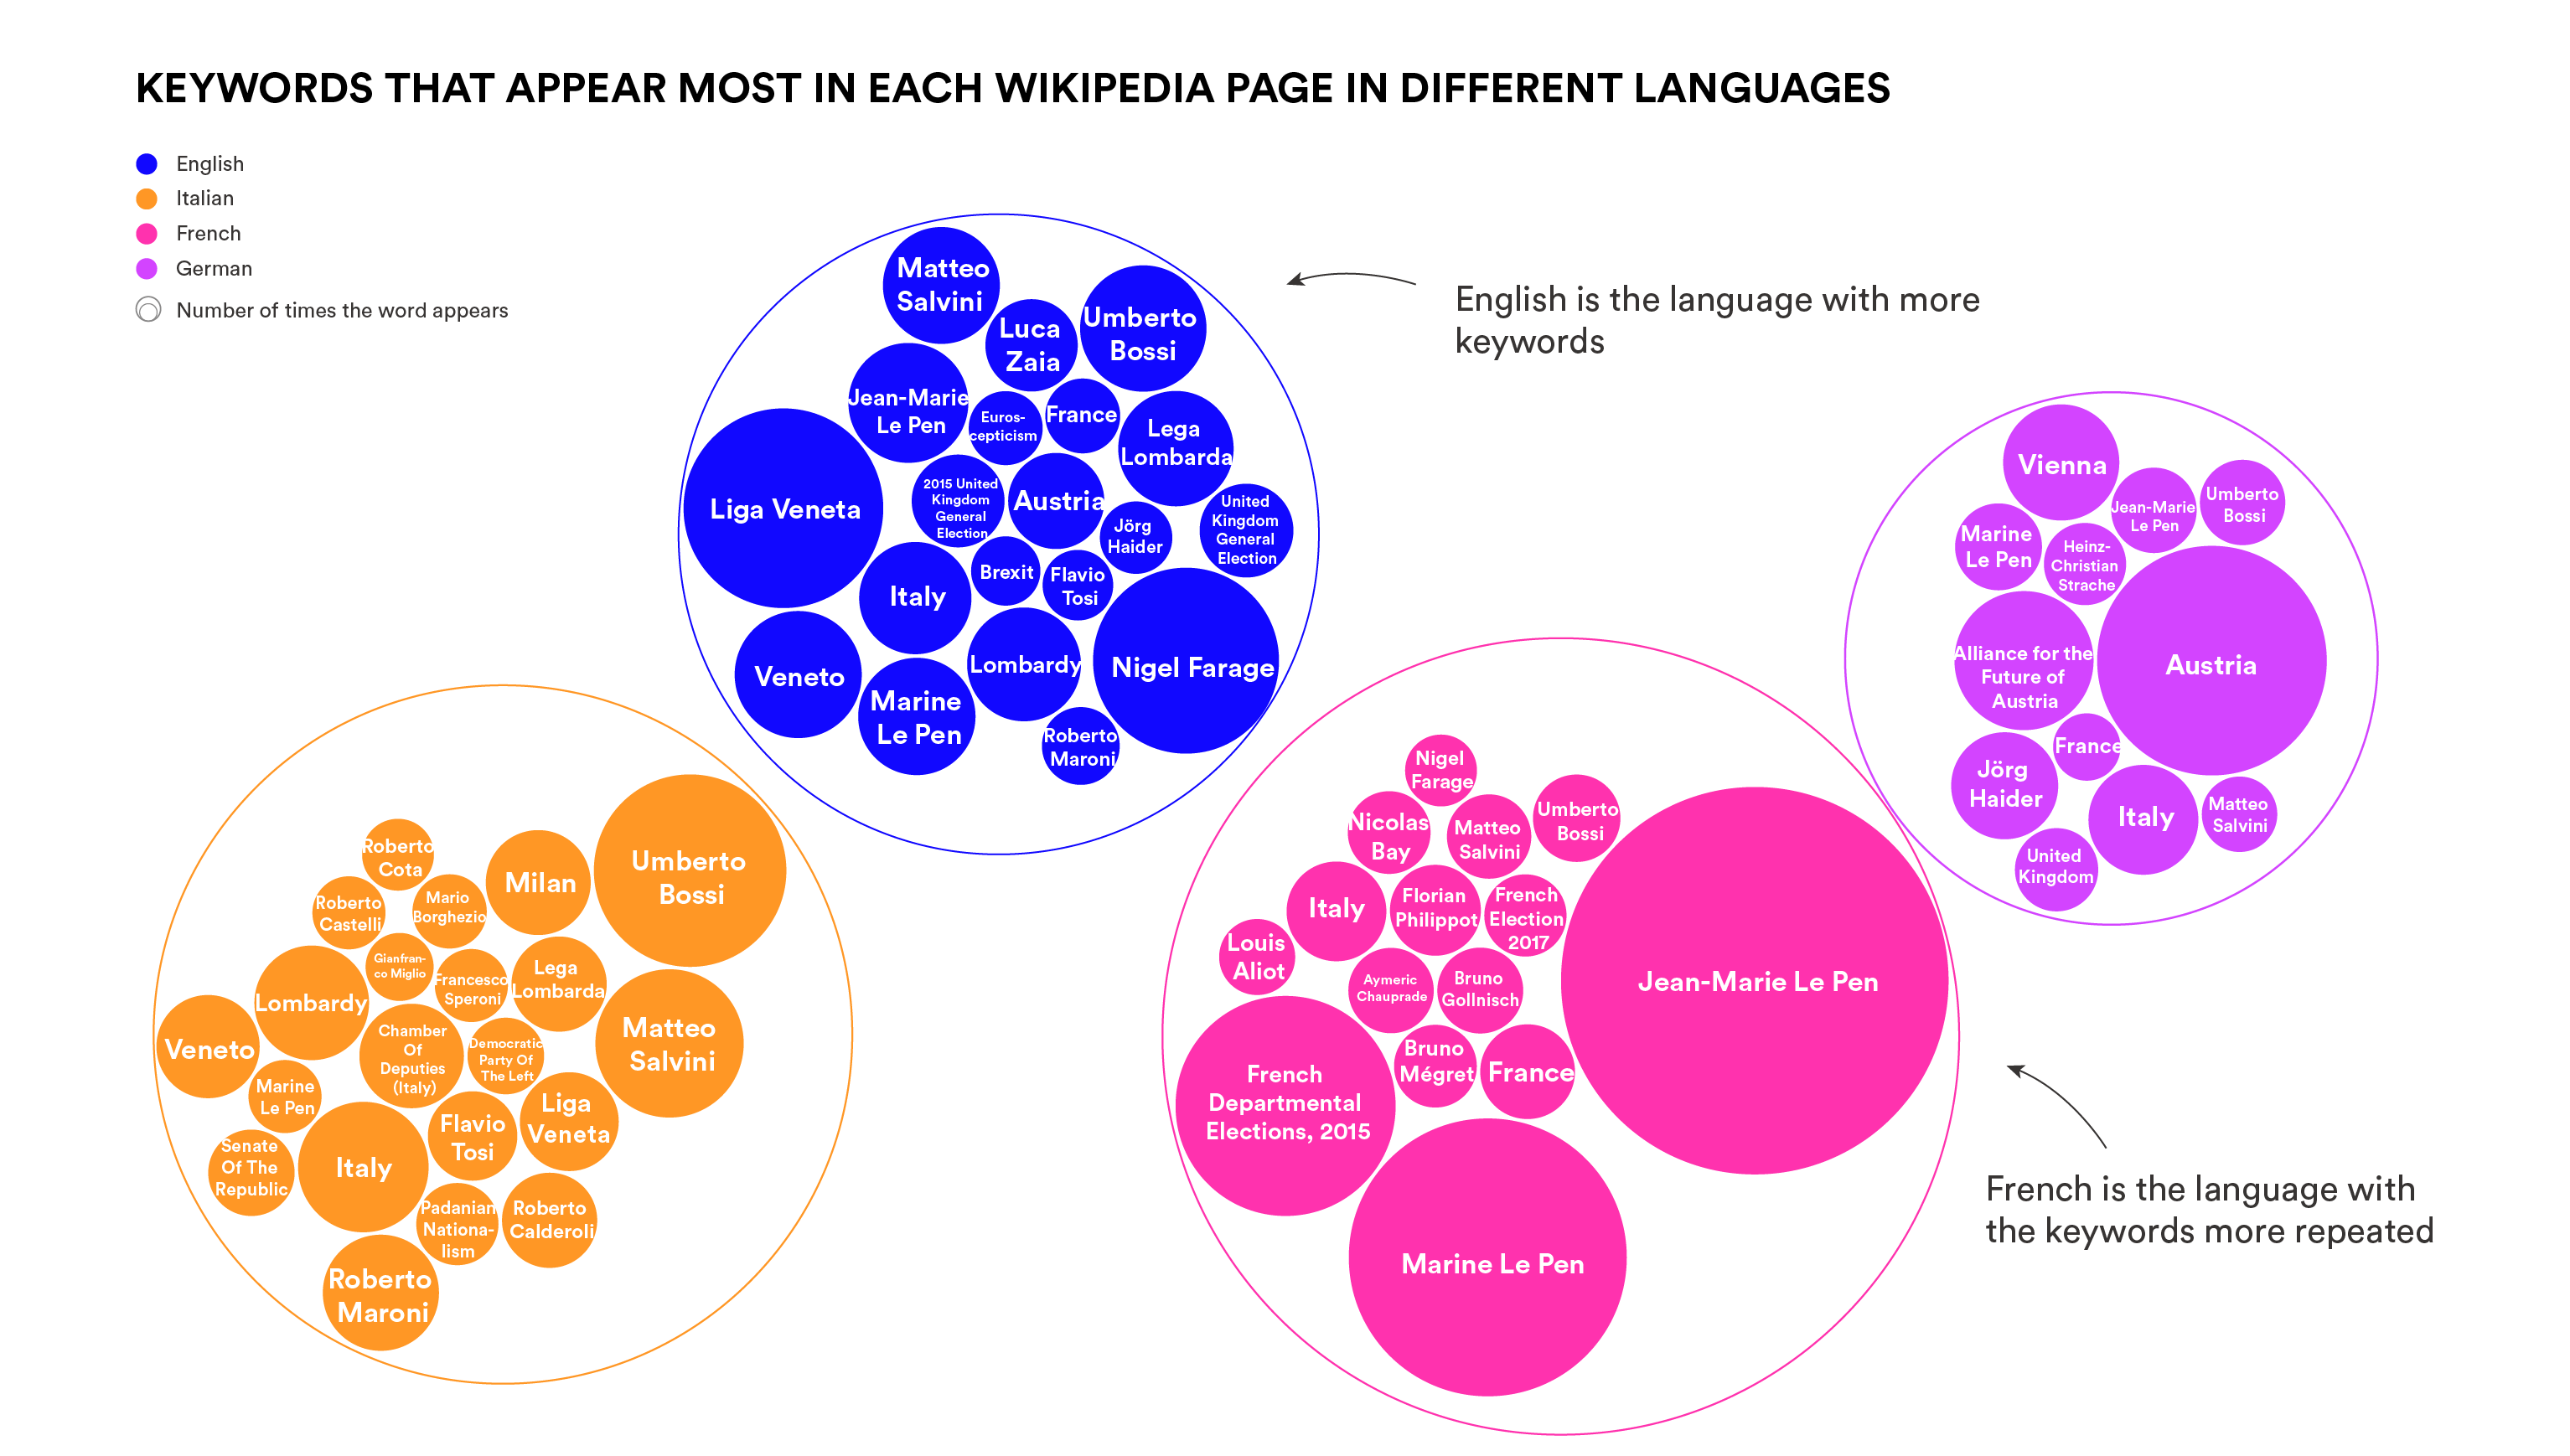 KEYWORDS THAT APPEAR MOST IN EACH WIKIPEDIA PAGE IN DIFFERENT LANGUAGES
English
Italian
French
German
Number of times the word appears
Matteo
Salvini
Luca
Zaia
Umberto
Bossi
Jean-Marie
Le Pen
Euros-
cepticism
France
Lega
Lombarda
Liga Veneta
2015 United
Kingdom
General
Election
Austria
Jörg
Haider
United
Kingdom
General
Election
Italy
Brexit
Flavio
Tosi
Veneto
Marine
Le Pen
Lombardy
Nigel Farage
Roberto
Maroni
English is the language with more
keywords
Vienna
Jean-Marie
Le Pen
Umberto
Bossi
Marine
Le Pen
Heinz-
Christian
Strache
Alliance for the
Future of
Austria
Austria
France
Jörg
Haider
Italy
Matteo
Salvini
United
Kingdom
Roberto
Cota
Milan
Umberto
Bossi
Roberto
Castelli
Mario
Borghezio
Gianfran-
co Miglio
Francesco
Speroni
Lega
Lombarda
Lombardy
Veneto
Chamber
Of
Deputies
(Italy)
Democratic
Party Of
The Left
Matteo
Salvini
Marine
Le Pen
Liga
Veneta
Flavio
Tosi
Senate
Of The
Republic
Italy
Padanian
Nationa-
lism
Roberto
Calderoli
Roberto
Maroni
Nigel
Farage
Nicolas
Bay
Matteo
Salvini
Umberto
Bossi
Italy
Florian
Philippot
French
Election
2017
Louis
Aliot
Aymeric
Chauprade
Bruno
Gollnisch
Jean-Marie Le Pen
French
Departmental
Elections, 2015
Bruno
Mégret
France
Marine Le Pen
French is the language with
the keywords more repeated